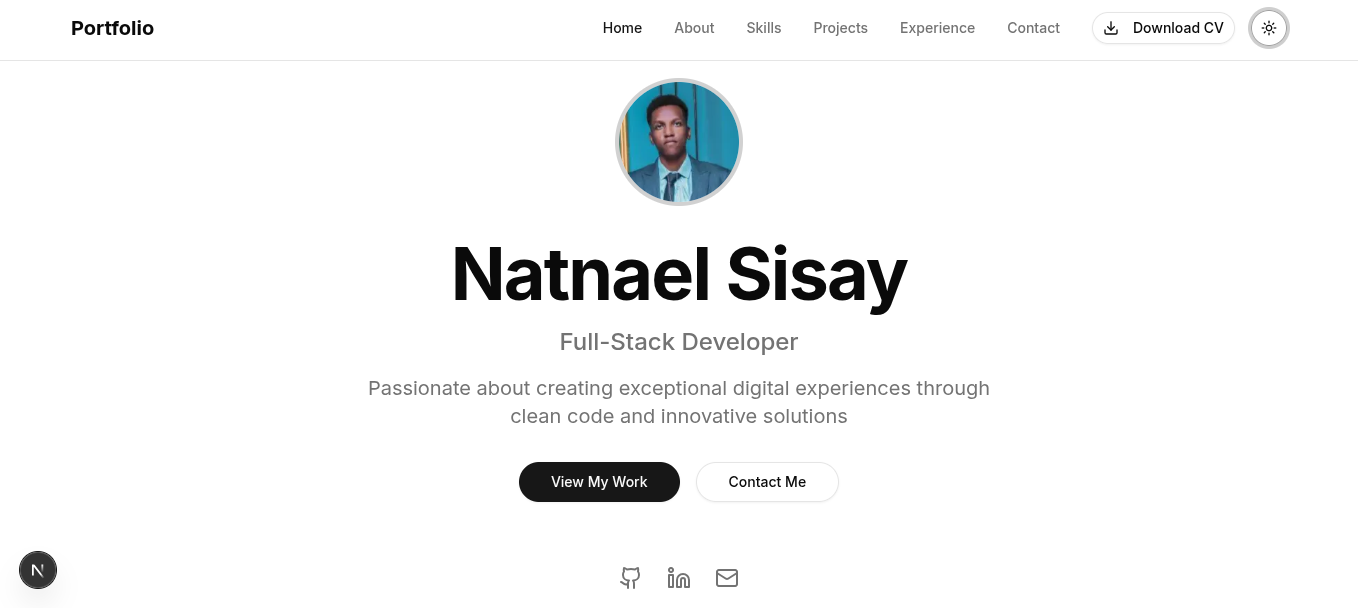 Portfolio
Home
About
Skills
Projects
Experience
Contact
Download CV
Natnael Sisay
Full-Stack Developer
Passionate about creating exceptional digital experiences through
clean code and innovative solutions
View My Work
Contact Me
N